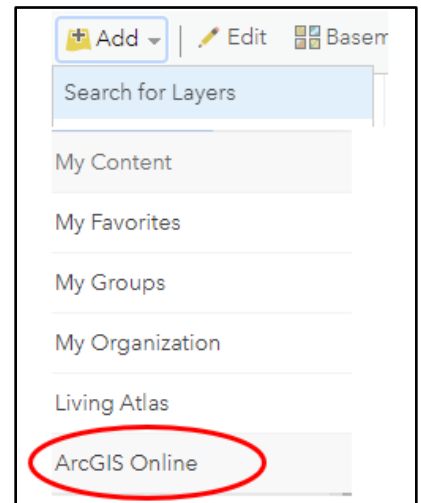 Add Edit Basem
Search for Layers
My Content
My Favorites
My Groups
My Organization
Living Atlas
ArcGIS Online